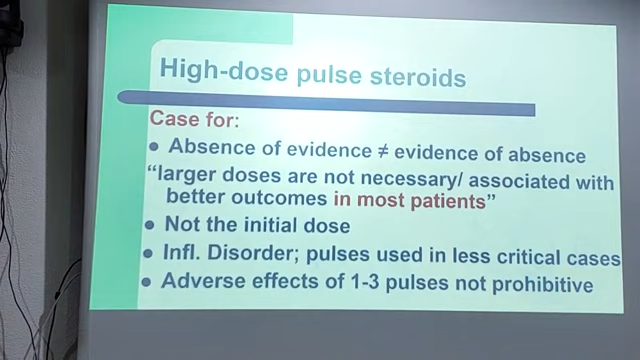 High-dose pulse steroids
Case for:
• Absence of evidence ≠ evidence of absence
“larger doses are not necessary/ associated with
better outcomes in most patients”
• Not the initial dose
• Infl. Disorder; pulses used in less critical cases
• Adverse effects of 1-3 pulses not prohibitive